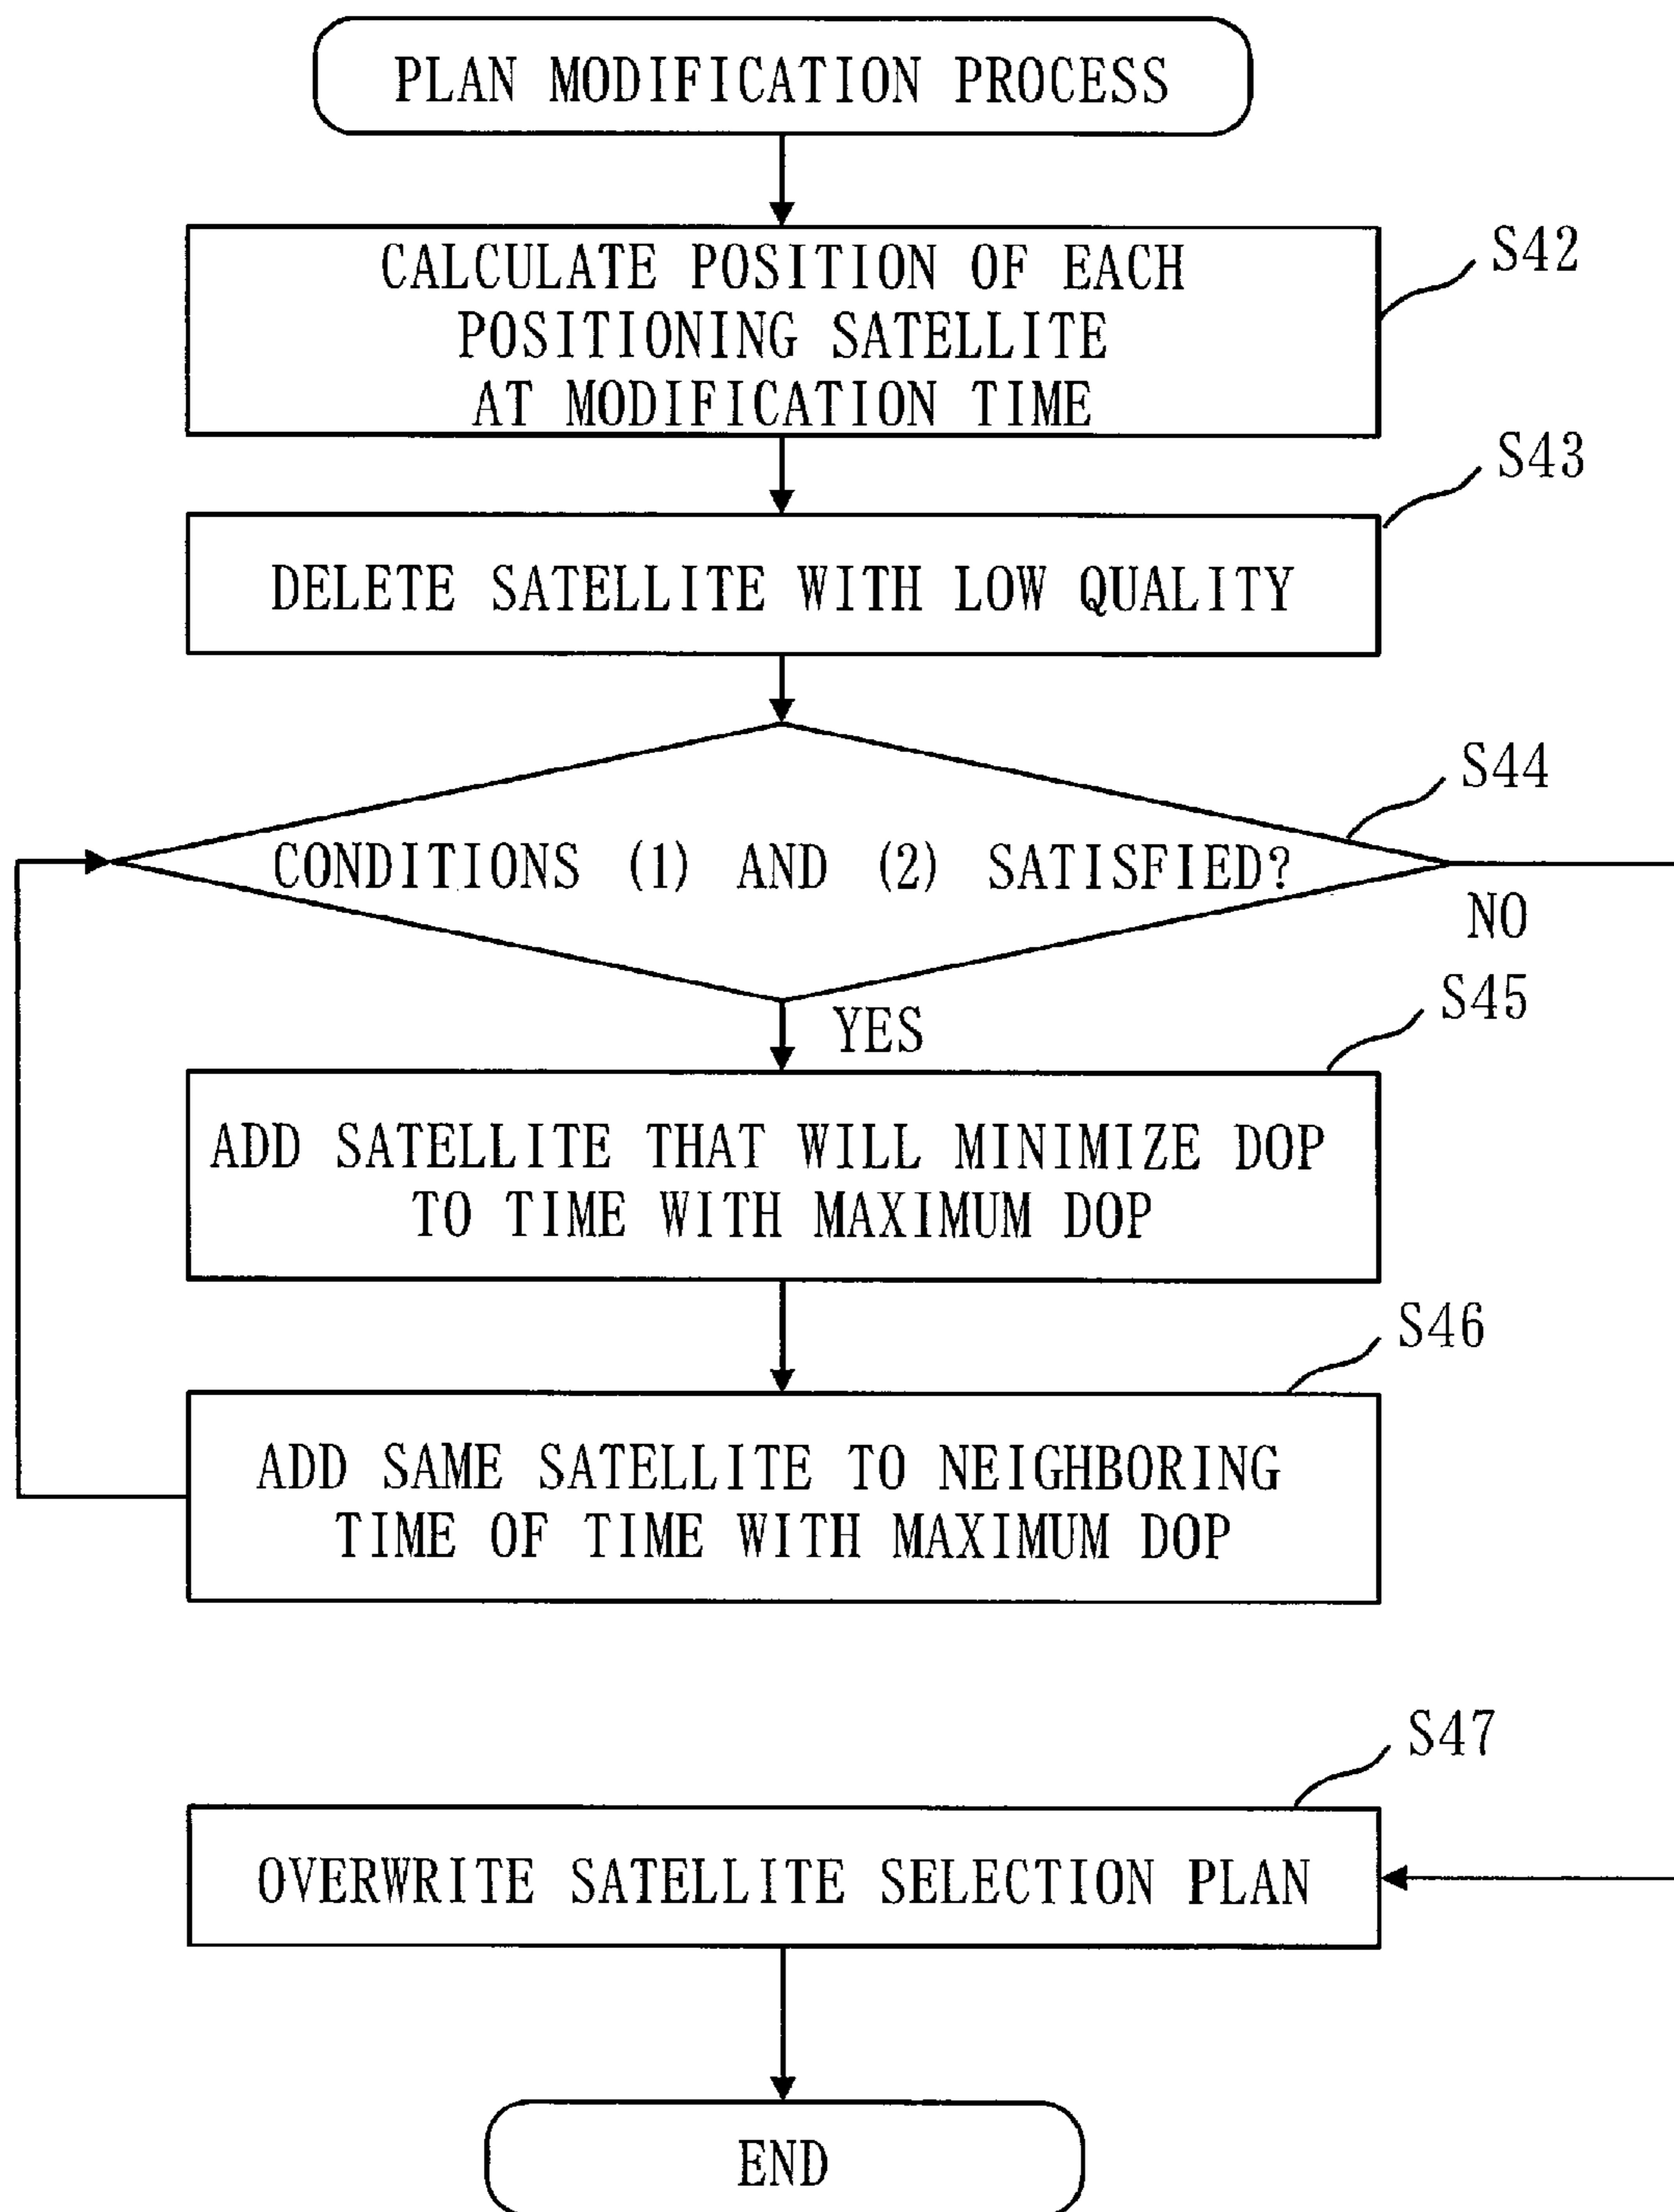 PLAN MODIFICATION PROCESS
S42
CALCULATE POSITION OF EACH
POSITIONING SATELLITE
AT MODIFICATION TIME
S43
DELETE SATELLITE WITH LOW QUALITY
S44
CONDITIONS (1) AND (2) SATISFIED?
NO
YES
S45
ADD SATELLITE THAT WILL MINIMIZE DOP
TO TIME WITH MAXIMUM DOP
S46
ADD SAME SATELLITE TO NEIGHBORING
TIME OF TIME WITH MAXIMUM DOP
S47
OVERWRITE SATELLITE SELECTION PLAN
END